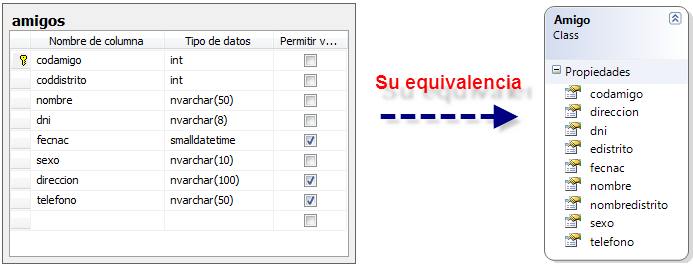 amigos
Nombre de columna Tipo de datos Permitir v...
codamigo int
coddistrito int
nombre nvarchar(50)
dni nvarchar(8)
fecnac smalldatetime
sexo nvarchar(10)
direccion nvarchar(100)
telefono nvarchar(50)
Su equivalencia
Amigo
Class
Propiedades
codamigo
direccion
dni
edistrito
fecnac
nombre
nombredistrito
sexo
telefono